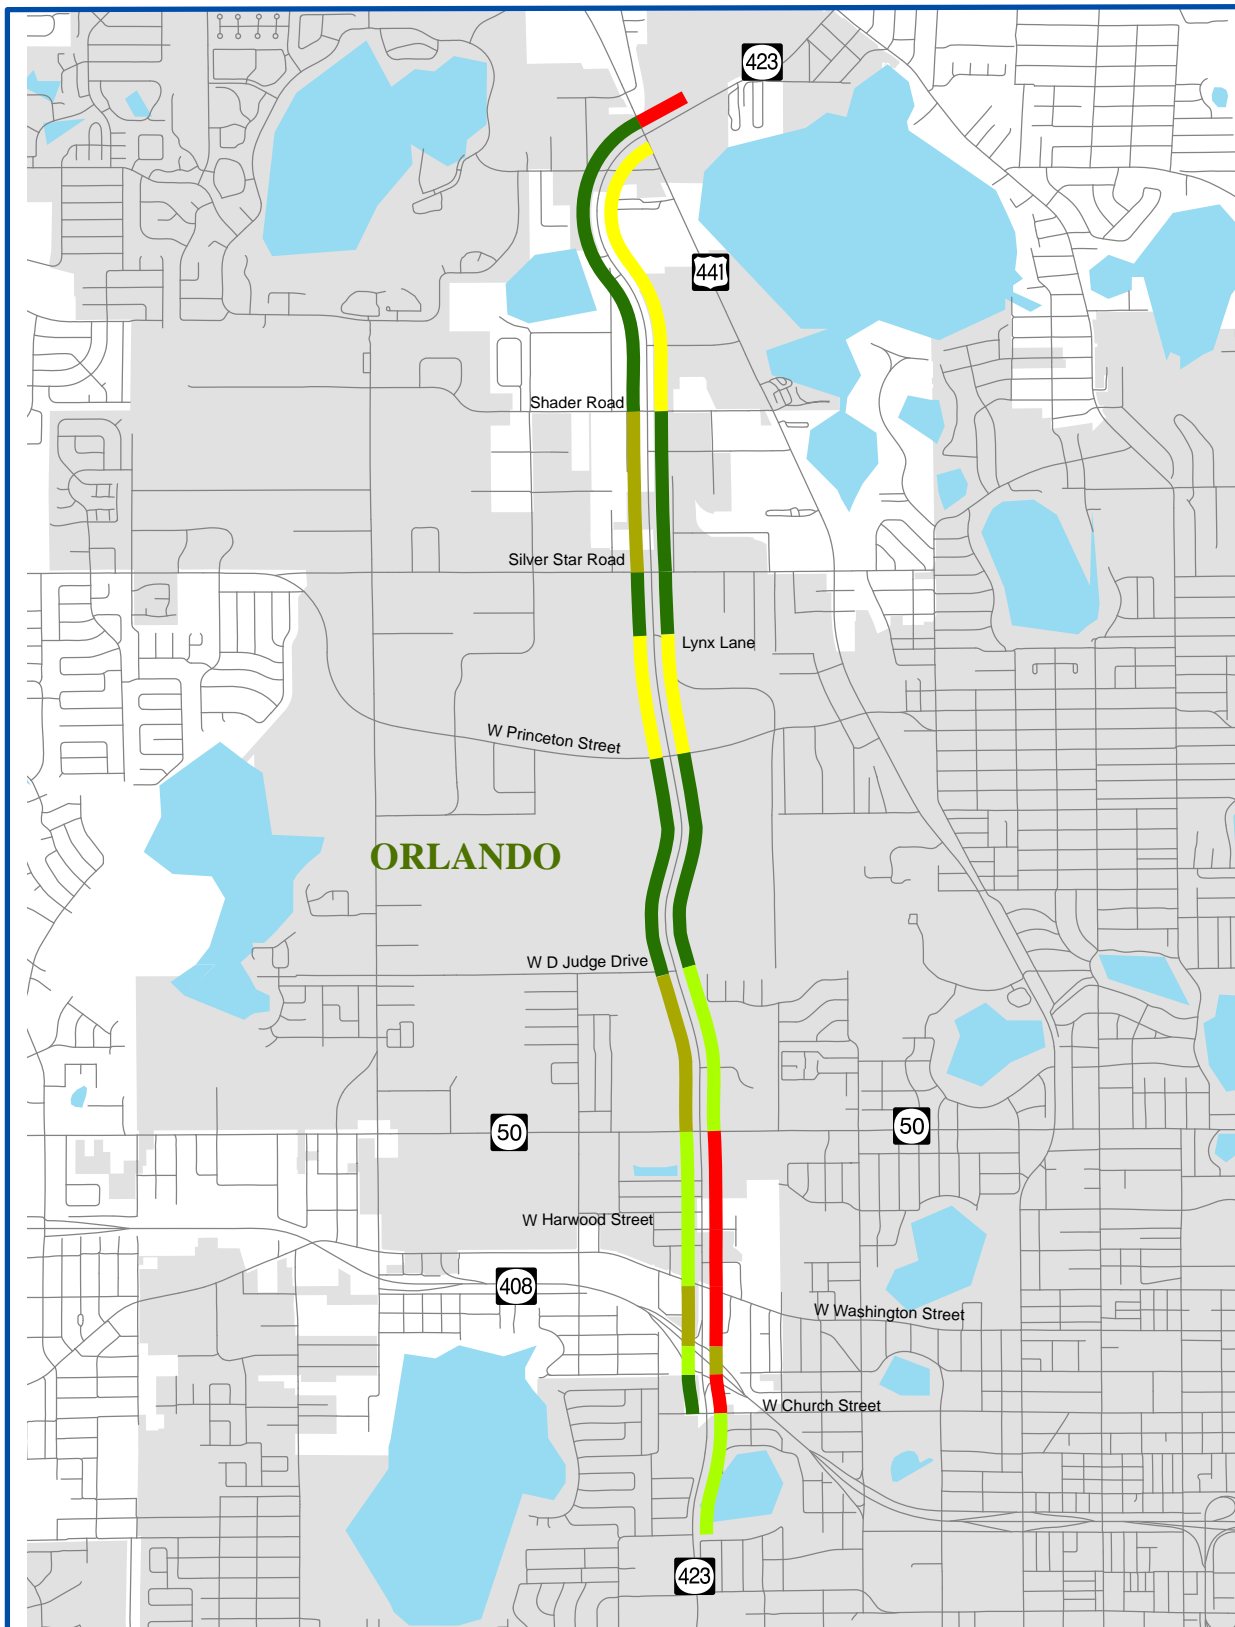 423
441
Shader Road
Silver Star Road
Lynx Lane
W Princeton Street
ORLANDO
W D Judge Drive
50
50
W Harwood Street
408
W Washington Street
W Church Street
423